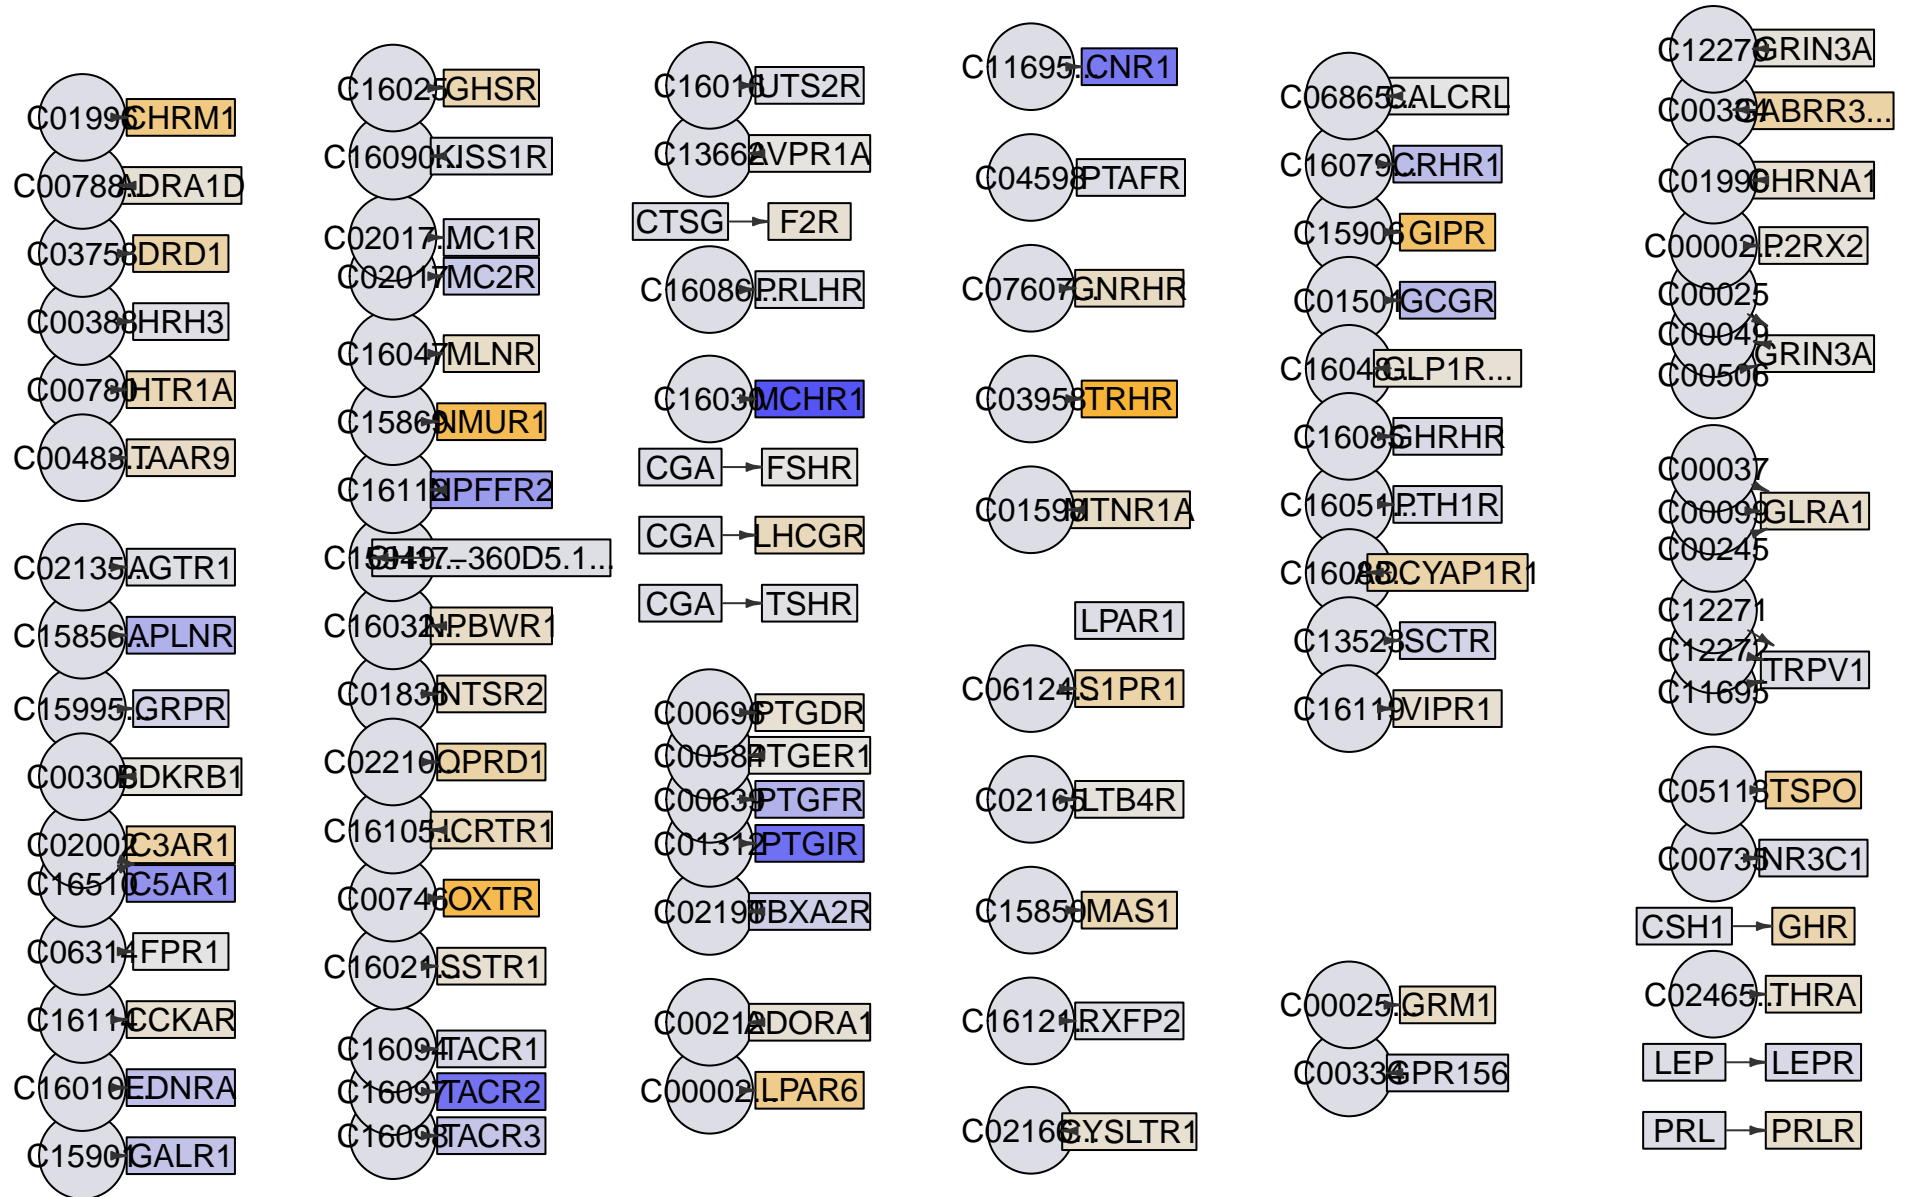 C01996 CHRM1
C00788... ADRA1D
C03758 DRD1
C00388 HRH3
C00780 HTR1A
C00483... TAAR9
C02135... AGTR1
C15856... APLNR
C15995... GRPR
C00306 BDKRB1
C02002 C3AR1
C16510 C5AR1
C06314 FPR1
C16114 CCKAR
C16010... EDNRA
C15901 GALR1
C16025 GHSR
C16090... KISS1R
C02017... MC1R
C02017 MC2R
C16047 MLNR
C15869 NMUR1
C16118 NPFFR2
–360D5.1...
C16032... NPBWR1
C01836 NTSR2
C02210... OPRD1
C16105... HCRTR1
C00746 OXTR
C16021... SSTR1
C16094 TACR1
C16097 TACR2
C16098 TACR3
C16016 UTS2R
C13662 AVPR1A
CTSG F2R
C16086... PRLHR
C16030 MCHR1
CGA FSHR
CGA LHCGR
CGA TSHR
C00696 PTGDR
C00584 PTGER1
C00639 PTGFR
C01312 PTGIR
C02198 TBXA2R
C00212 ADORA1
C00002... LPAR6
C11695... CNR1
C04598 PTAFR
C07607... GNRHR
C03958 TRHR
C01598 MTNR1A
LPAR1
C06124... S1PR1
C02165 LTB4R
C15850 MAS1
C16121... RXFP2
C02166... CYSLTR1
C06865... CALCRL
C16079... CRHR1
C15906 GIPR
C01501 GCGR
C16048... GLP1R...
C16085 GHRHR
C16051... PTH1R
C16088... ADCYAP1R1
C13523 SCTR
C16119 VIPR1
C00025... GRM1
C00334 GPR156
C12270 GRIN3A
C00334 GABRR3...
C01996 CHRNA1
C00002... P2RX2
C00025
C00049
GRIN3A
C00506
C00037
C00099 GLRA1
C00245
C12271
C12272
TRPV1
C11695
C05113 TSPO
C00735 NR3C1
CSH1 GHR
C02465... THRA
LEP LEPR
PRL PRLR